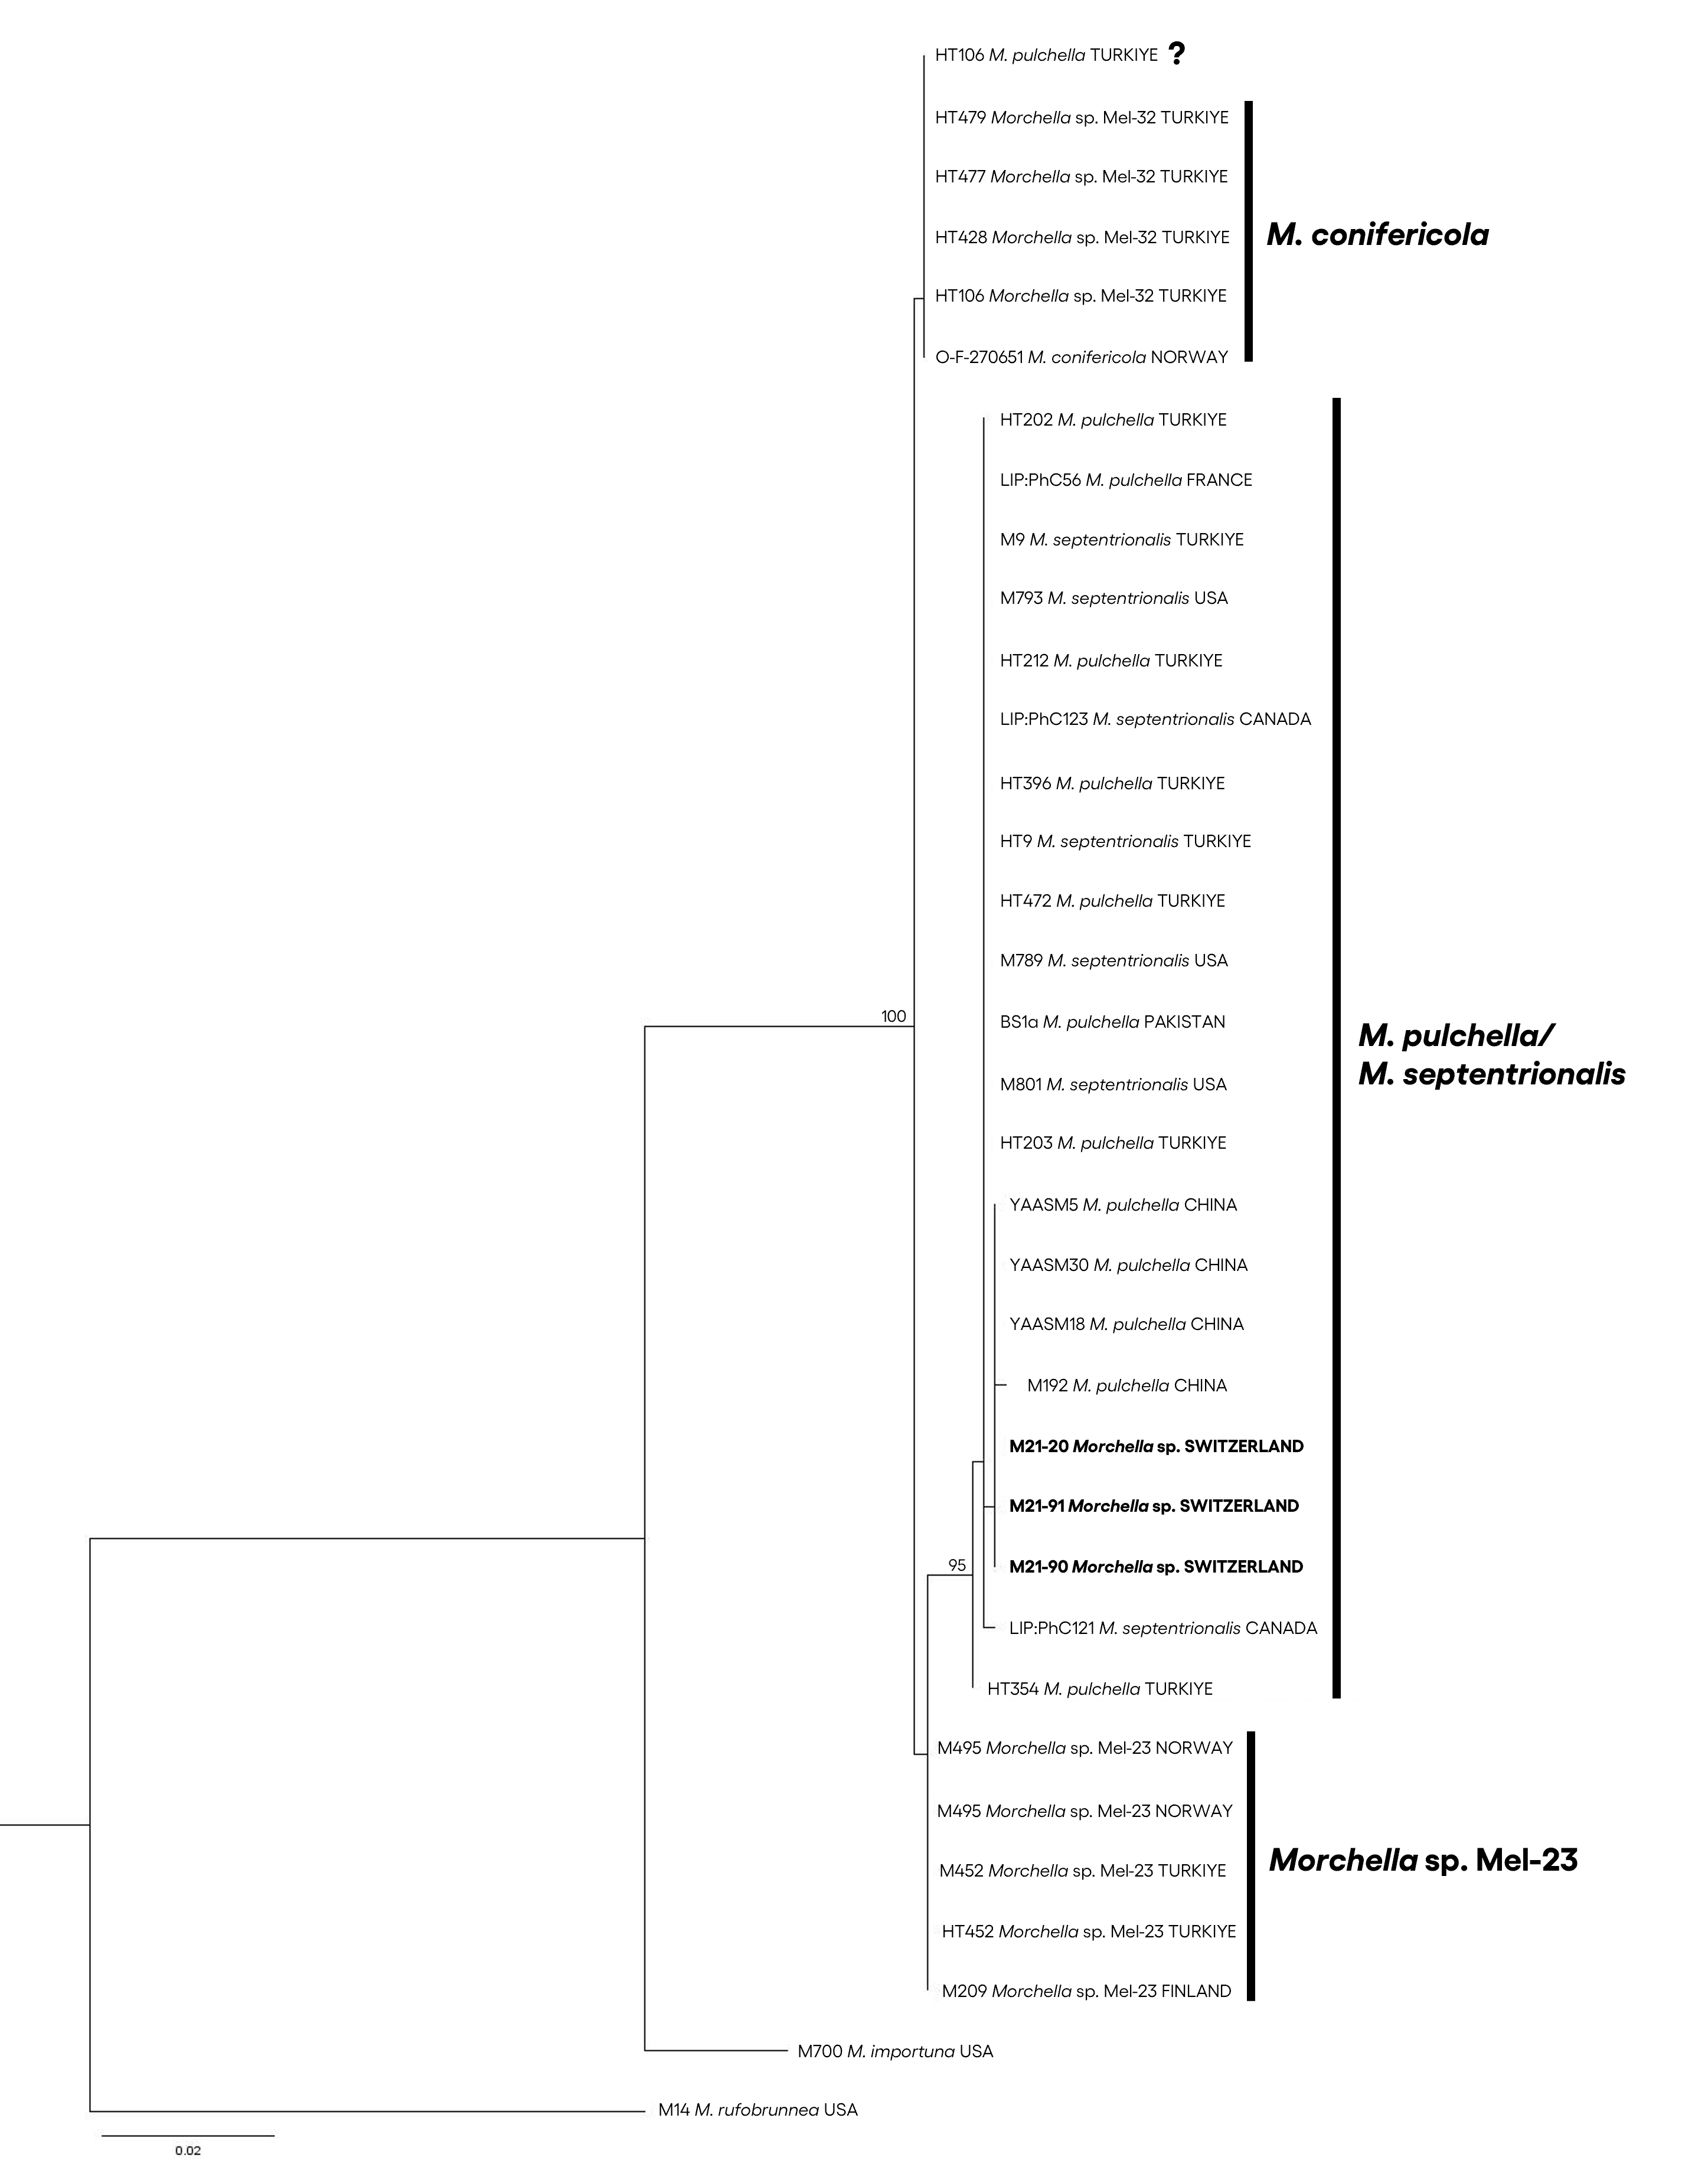 HT106 M. pulchella TURKIYE ?
HT479 Morchella sp. Mel-32 TURKIYE
HT477 Morchella sp. Mel-32 TURKIYE
HT428 Morchella sp. Mel-32 TURKIYE
M. conifericola
HT106 Morchella sp. Mel-32 TURKIYE
O-F-270651 M. conifericola NORWAY
HT202 M. pulchella TURKIYE
LIP:PhC56 M. pulchella FRANCE
M9 M. septentrionalis TURKIYE
M793 M. septentrionalis USA
HT212 M. pulchella TURKIYE
LIP:PhC123 M. septentrionalis CANADA
HT396 M. pulchella TURKIYE
HT9 M. septentrionalis TURKIYE
HT472 M. pulchella TURKIYE
M789 M. septentrionalis USA
100
BS1a M. pulchella PAKISTAN
M. pulchella/
M. septentrionalis
M801 M. septentrionalis USA
HT203 M. pulchella TURKIYE
YAASM5 M. pulchella CHINA
YAASM30 M. pulchella CHINA
YAASM18 M. pulchella CHINA
M192 M. pulchella CHINA
M21-20 Morchella sp. SWITZERLAND
M21-91 Morchella sp. SWITZERLAND
95
M21-90 Morchella sp. SWITZERLAND
LIP:PhC121 M. septentrionalis CANADA
HT354 M. pulchella TURKIYE
M495 Morchella sp. Mel-23 NORWAY
M495 Morchella sp. Mel-23 NORWAY
Morchella sp. Mel-23
M452 Morchella sp. Mel-23 TURKIYE
HT452 Morchella sp. Mel-23 TURKIYE
M209 Morchella sp. Mel-23 FINLAND
M700 M. importuna USA
M14 M. rufobrunnea USA
0.02